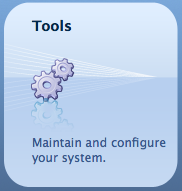 Tools
Maintain and configure
your system.